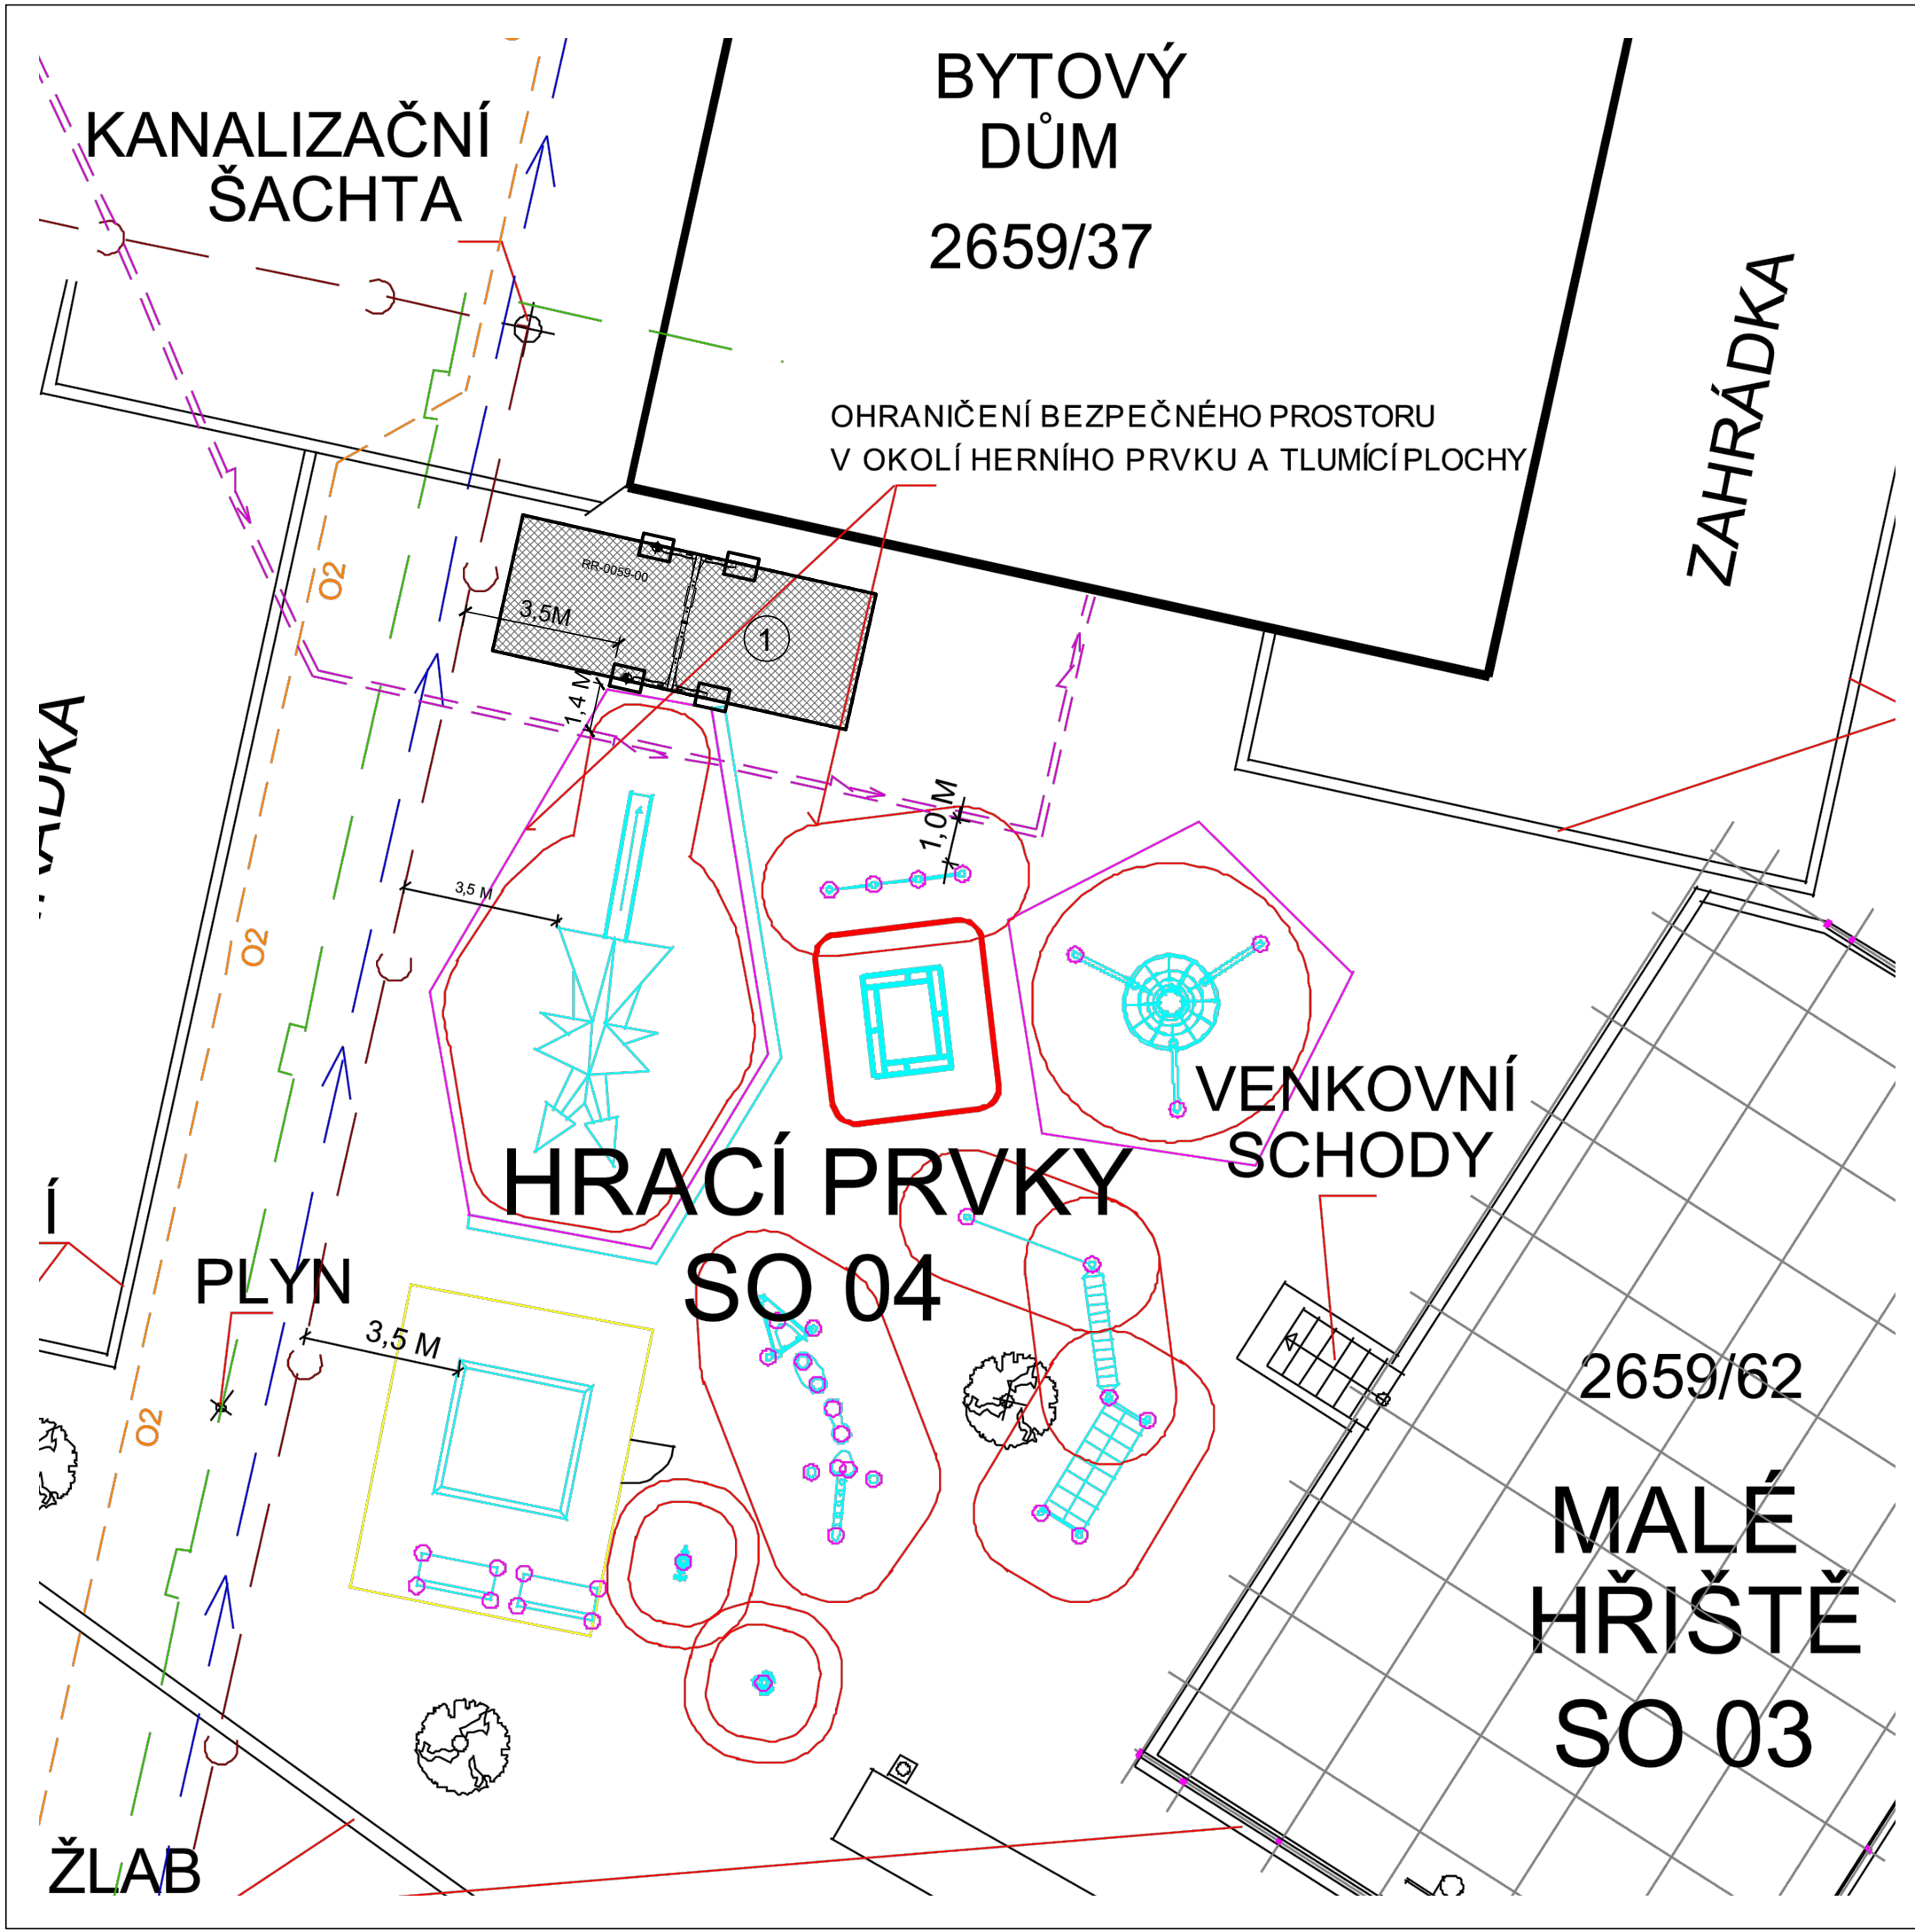 BYTOVÝ
DŮM
2659/37
KANALIZAČNÍ
ŠACHTA
ZAHRÁDKA
OHRANIČENÍ BEZPEČNÉHO PROSTORU
V OKOLÍ HERNÍHO PRVKU A TLUMÍCÍ PLOCHY
RR-0059-00
O2
3,5M
1
1,4 M
1,0 M
3,5 M
O2
VENKOVNÍ
SCHODY
HRACÍ PRVKY
SO 04
Í
PLYN
3,5 M
O2
2659/62
MALÉ
HŘIŠTĚ
SO 03
ŽLAB